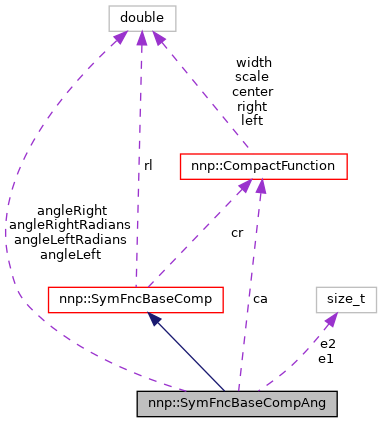 double
width
scale
center
right
left
rl
nnp::CompactFunction
angleRight
angleRightRadians
angleLeftRadians
angleLeft
cr
nnp::SymFncBaseComp
ca
size_t
e2
e1
nnp::SymFncBaseCompAng